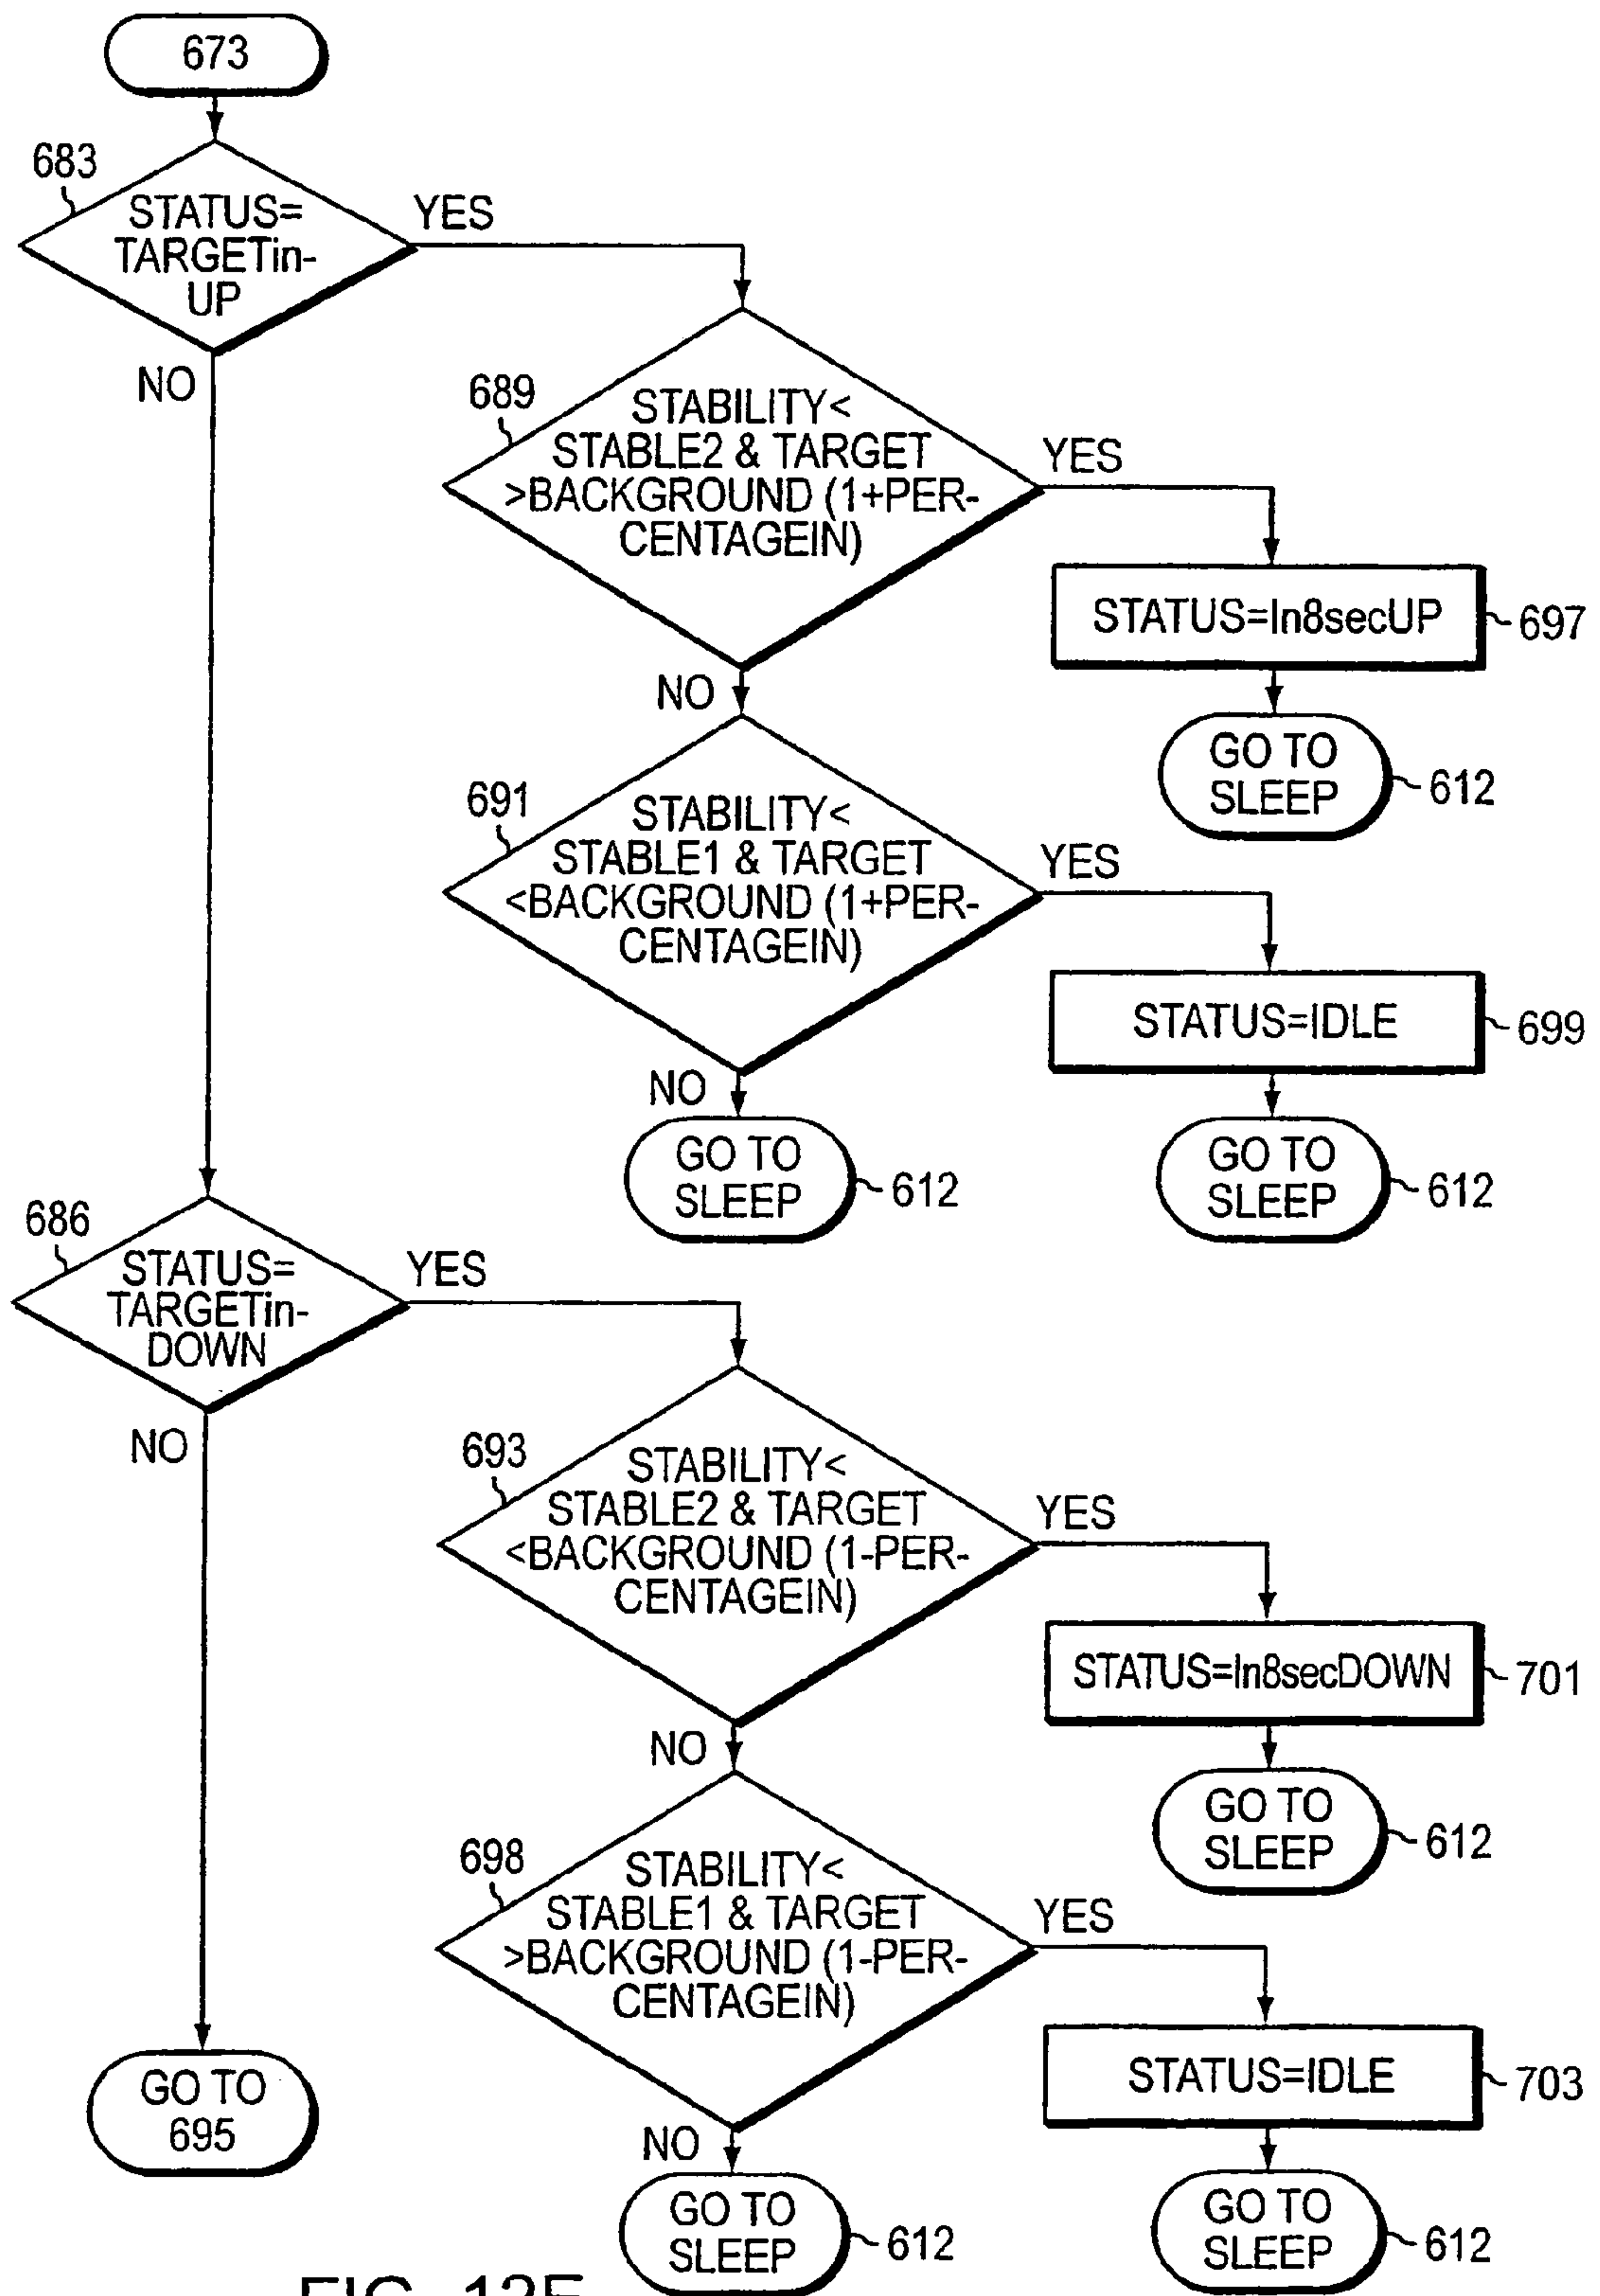 673
683
STATUS=
TARGETin-
UP
YES
NO
689
STABILITY<
STABLE2 & TARGET
>BACKGROUND (1+PER-
CENTAGEIN)
YES
STATUS=In8secUP
697
GO TO
SLEEP
612
NO
691
STABILITY<
STABLE1 & TARGET
<BACKGROUND (1+PER-
CENTAGEIN)
YES
STATUS=IDLE
699
GO TO
SLEEP
612
NO
GO TO
SLEEP
612
686
STATUS=
TARGETin-
DOWN
YES
NO
693
STABILITY<
STABLE2 & TARGET
<BACKGROUND (1-PER-
CENTAGEIN)
YES
STATUS=In8secDOWN
701
GO TO
SLEEP
612
NO
698
STABILITY<
STABLE1 & TARGET
>BACKGROUND (1-PER-
CENTAGEIN)
YES
STATUS=IDLE
703
GO TO
SLEEP
612
NO
GO TO
SLEEP
612
GO TO
695
FIG.